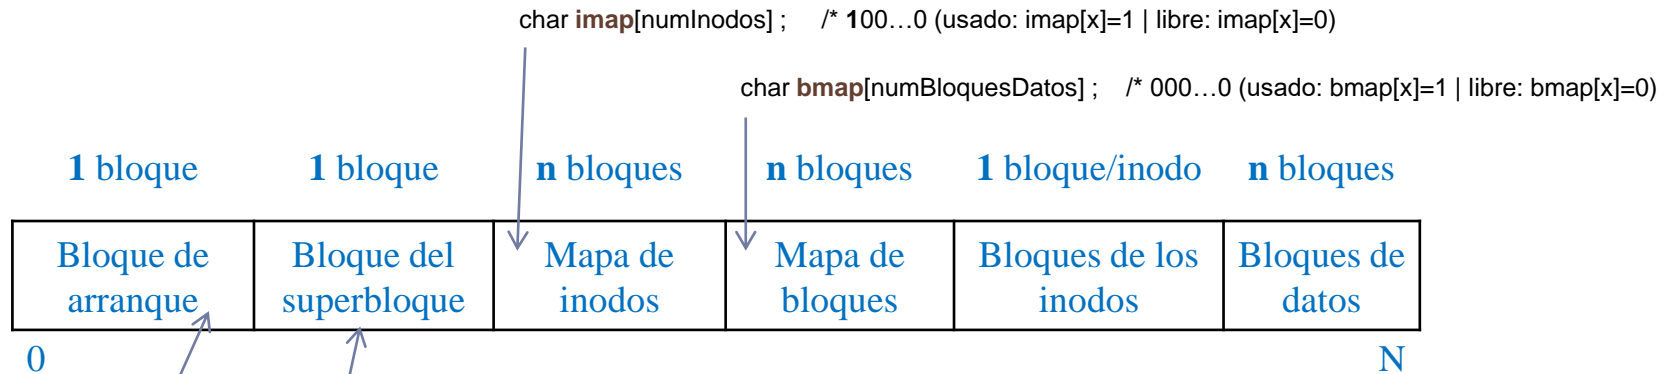 char imap[numInodos] ; /* 100…0 (usado: imap[x]=1 | libre: imap[x]=0)
char bmap[numBloquesDatos] ; /* 000…0 (usado: bmap[x]=1 | libre: bmap[x]=0)
1 bloque 1 bloque n bloques n bloques 1 bloque/inodo n bloques
Bloque de Bloque del Mapa de Mapa de Bloques de los Bloques de
arranque superbloque inodos bloques inodos datos
0 N